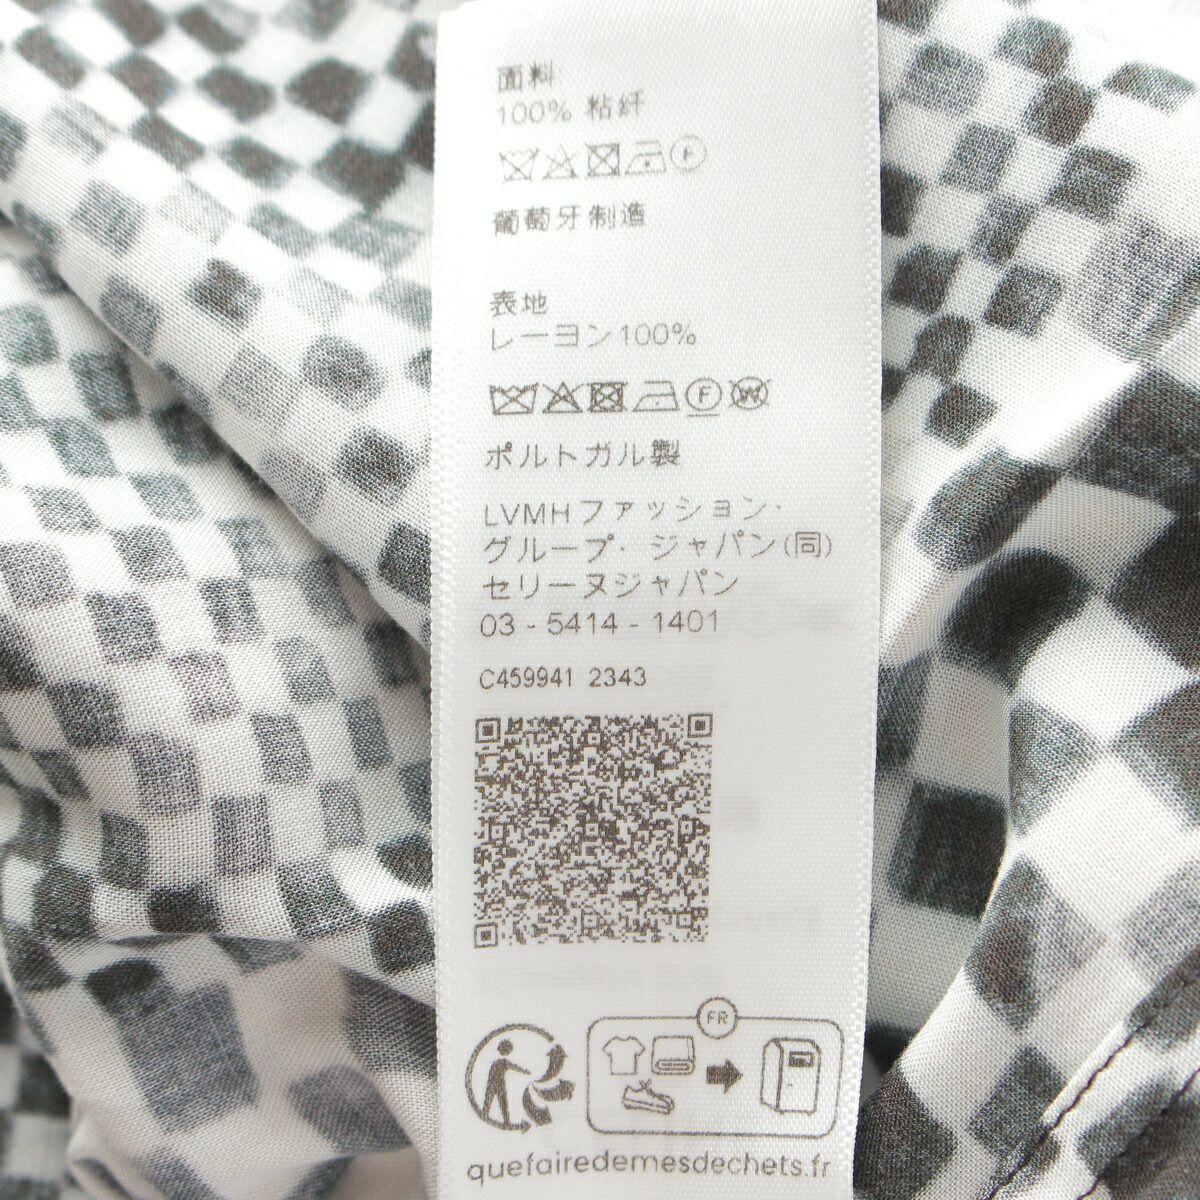 面料
100% 粘纤
F
葡萄牙制造
表地
レーヨン100%
F W
ポルトガル製
LVMHファッション・
グループ・ジャパン(同)
セリーヌジャパン
03 - 5414 - 1401
C459941 2343
FR
quefairedemesdechets.fr